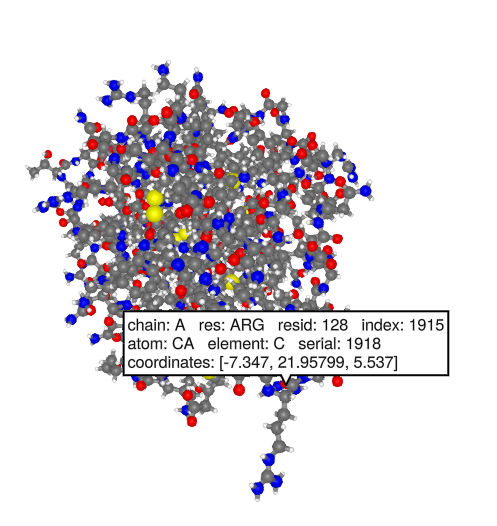 chain: A   res: ARG   resid: 128   index: 1915
atom: CA   element: C   serial: 1918
coordinates: [-7.347, 21.95799, 5.537]